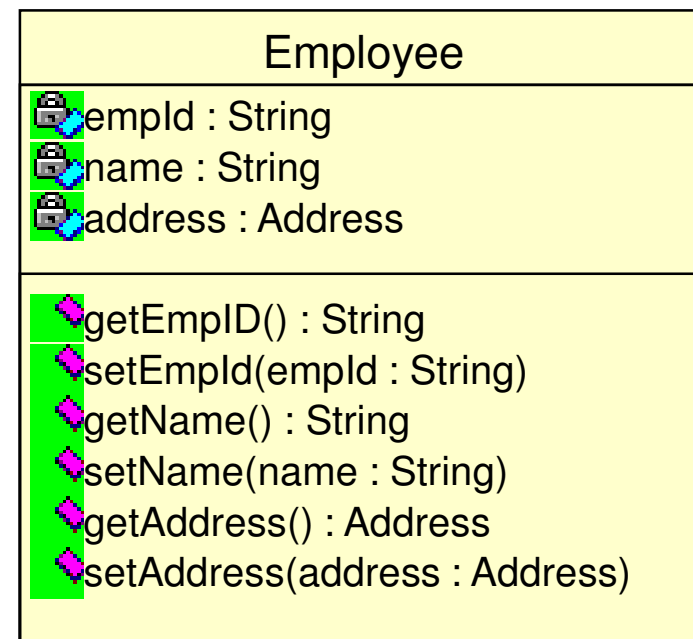 Employee
empId : String
name : String
address : Address
getEmpID() : String
setEmpId(empId : String)
getName() : String
setName(name : String)
getAddress() : Address
setAddress(address : Address)